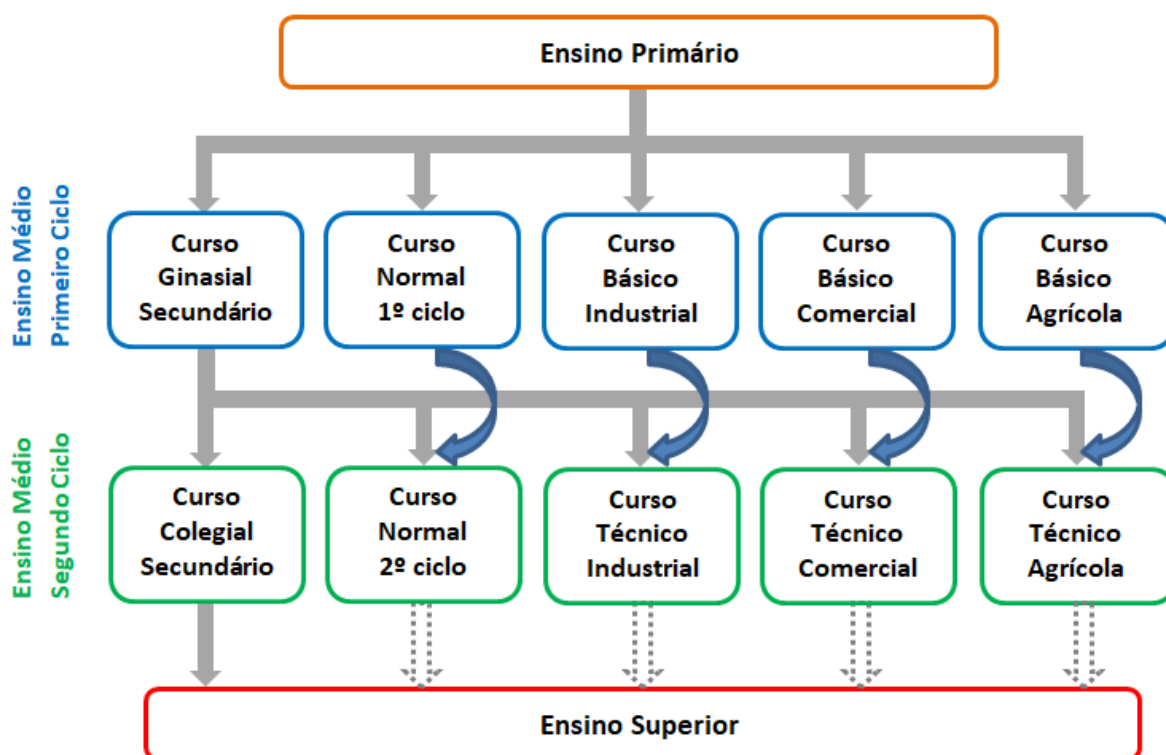 Ensino Primário
Ensino Médio
Primeiro Ciclo
Curso
Ginasial
Secundário
Curso
Normal
1º ciclo
Curso
Básico
Industrial
Curso
Básico
Comercial
Curso
Básico
Agrícola
Ensino Médio
Segundo Ciclo
Curso
Colegial
Secundário
Curso
Normal
2º ciclo
Curso
Técnico
Industrial
Curso
Técnico
Comercial
Curso
Técnico
Agrícola
Ensino Superior